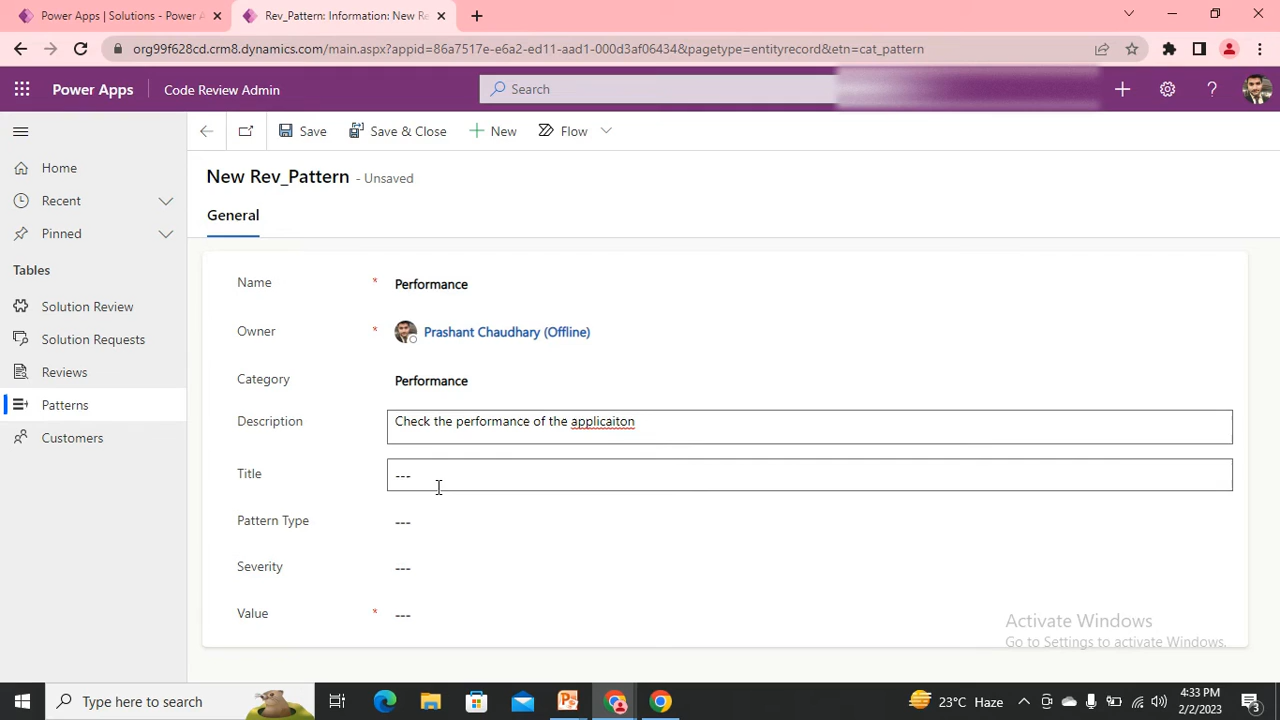 Power Apps | Solutions - Power A
Rev_Pattern: Information: New Re
org99f628cd.crm8.dynamics.com/main.aspx?appid=86a7517e-e6a2-ed11-aad1-000d3af06434&pagetype=entityrecord&etn=cat_pattern
Power Apps
Code Review Admin
Search
Save
Save & Close
New
Flow
Home
Recent
Pinned
Tables
Solution Review
Solution Requests
Reviews
Patterns
Customers
New Rev_Pattern - Unsaved
General
Name * Performance
Owner * Prashant Chaudhary (Offline)
Category Performance
Description Check the performance of the applicaiton
Title ---
Pattern Type ---
Severity ---
Value * ---
Activate Windows
Go to Settings to activate Windows.
Type here to search
23°C Haze
4:33 PM
2/2/2023
3